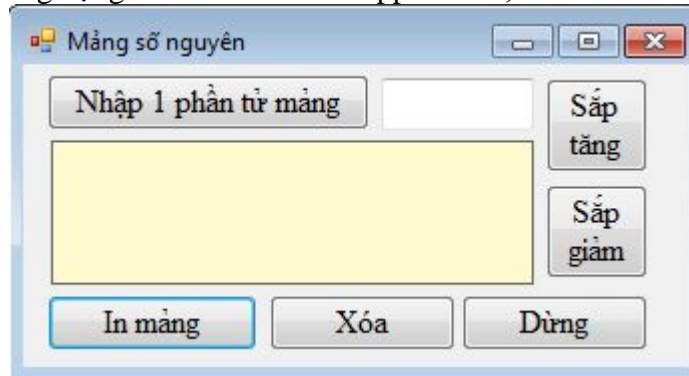 Mảng số nguyên
Nhập 1 phần tử mảng
Sắp
tăng
Sắp
giảm
In mảng
Xóa
Dừng